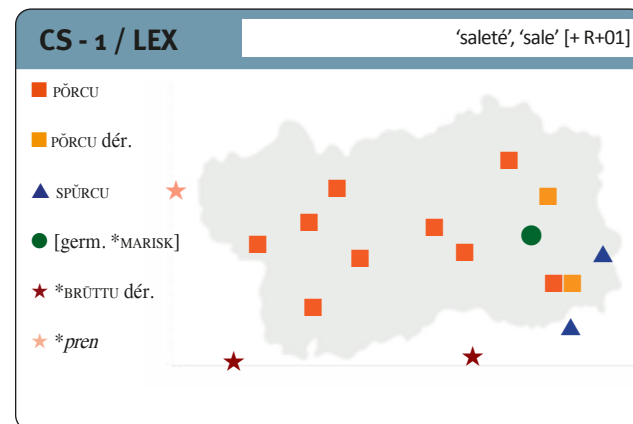 CS - 1 / LEX
‘saleté’, ‘sale’ [+ R+01]
PŎRCU
PŎRCU dér.
SPŬRCU
[germ. *MARISK]
*BRŪTTU dér.
*pren